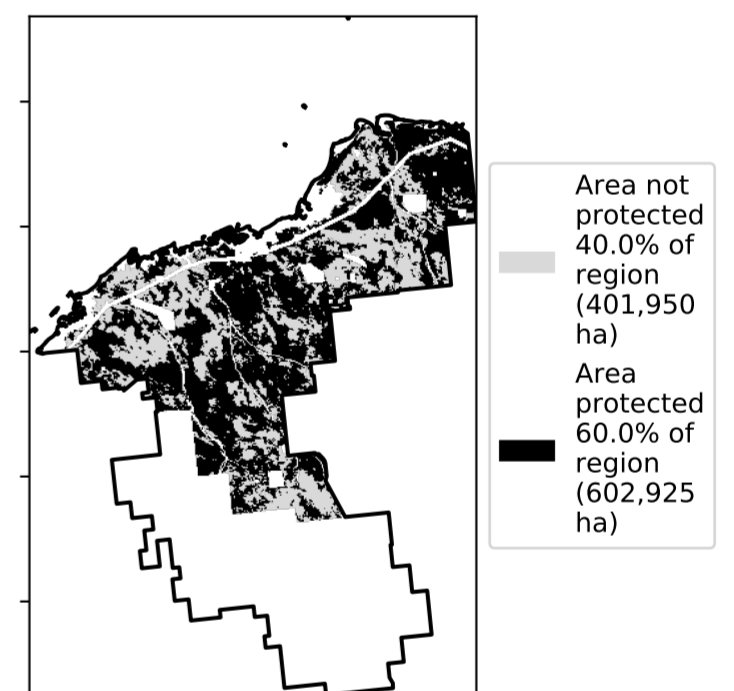 Area not
protected
40.0% of
region
(401,950
ha)
Area
protected
60.0% of
region
(602,925
ha)